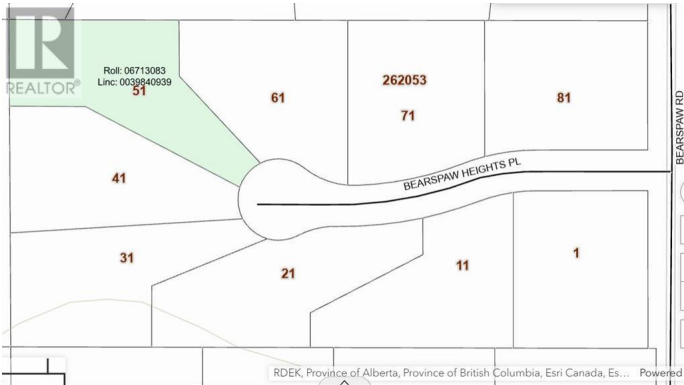 REALTOR®
Roll: 06713083
Linc: 0039840939
51
61
262053
71
81
BEARSPAW RD
BEARSPAW HEIGHTS PL
41
31
21
11
1
RDEK, Province of Alberta, Province of British Columbia, Esri Canada, Es... Powered